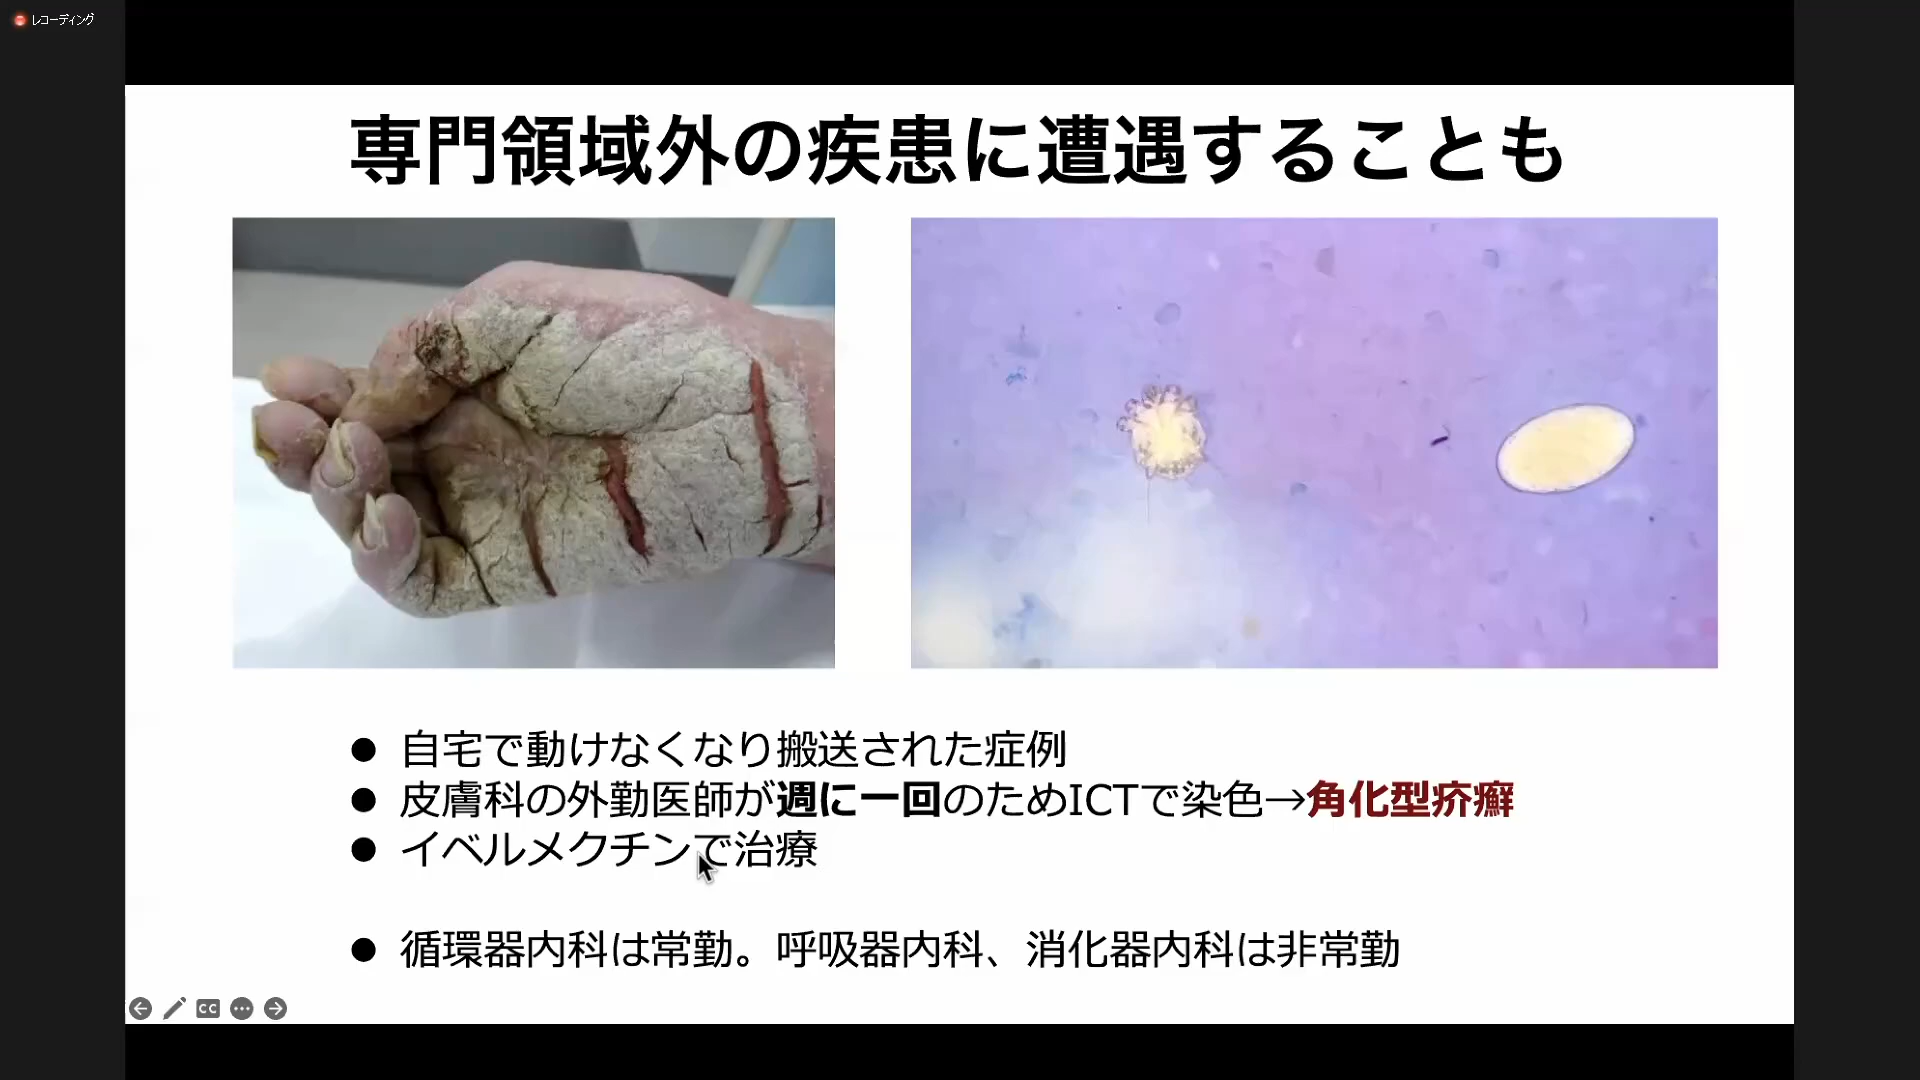 レコーディング
専門領域外の疾患に遭遇することも
● 自宅で動けなくなり搬送された症例
● 皮膚科の外勤医師が週に一回のためICTで染色→角化型疥癬
● イベルメクチンで治療
● 循環器内科は常勤。呼吸器内科、消化器内科は非常勤
CC